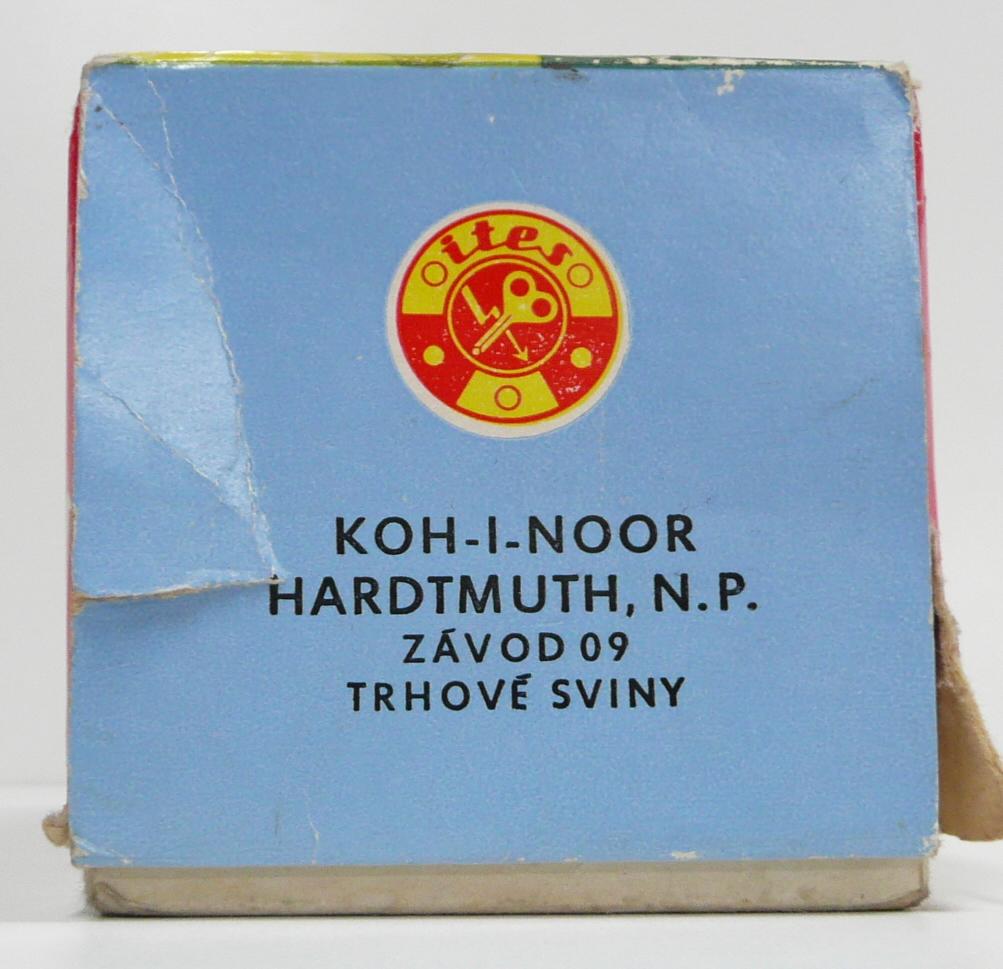 ites
KOH-I-NOOR
HARDTMUTH, N.P.
ZÁVOD 09
TRHOVÉ SVINY